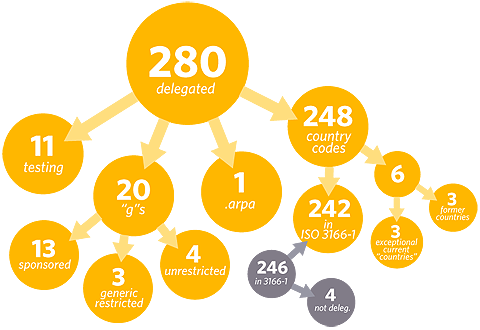 280
delegated
11
testing
20
"g"s
1
.arpa
248
country
codes
13
sponsored
3
generic
restricted
4
unrestricted
242
in
ISO 3166-1
6
3
former
countries
3
exceptional
current
"countries"
246
in 3166-1
4
not deleg.